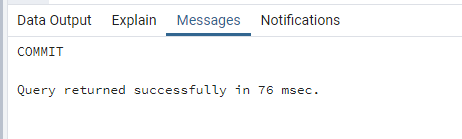 Data Output Explain Messages Notifications
COMMIT
Query returned successfully in 76 msec.